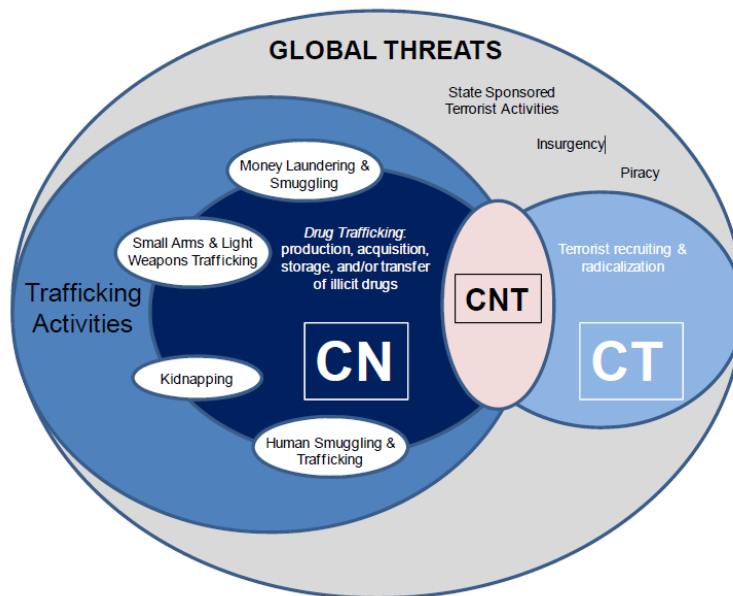 GLOBAL THREATS
State Sponsored
Terrorist Activities
Insurgency
Piracy
Money Laundering &
Smuggling
Small Arms & Light
Weapons Trafficking
Drug Trafficking:
production, acquisition,
storage, and/or transfer
of illicit drugs
Terrorist recruiting &
radicalization
Trafficking
Activities
CNT
CN
CT
Kidnapping
Human Smuggling &
Trafficking